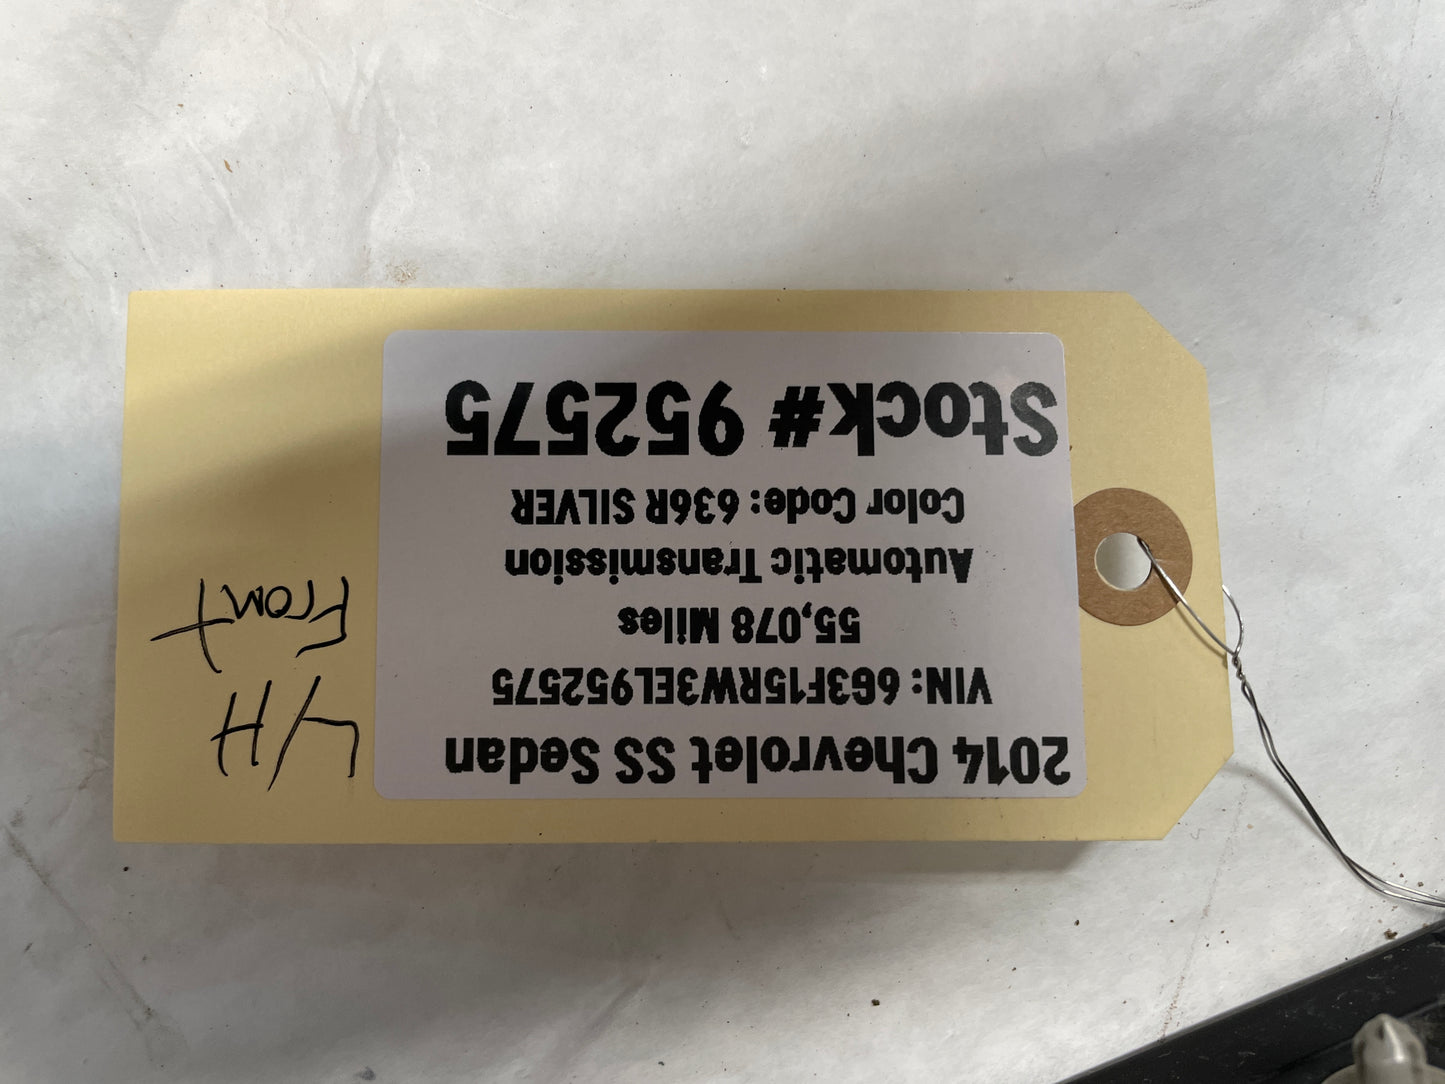 2014 Chevrolet SS Sedan
VIN: 6G3F15RW3EL952575
55,078 Miles
Automatic Transmission
Color Code: 636R SILVER
Stock# 952575
L/H
Front